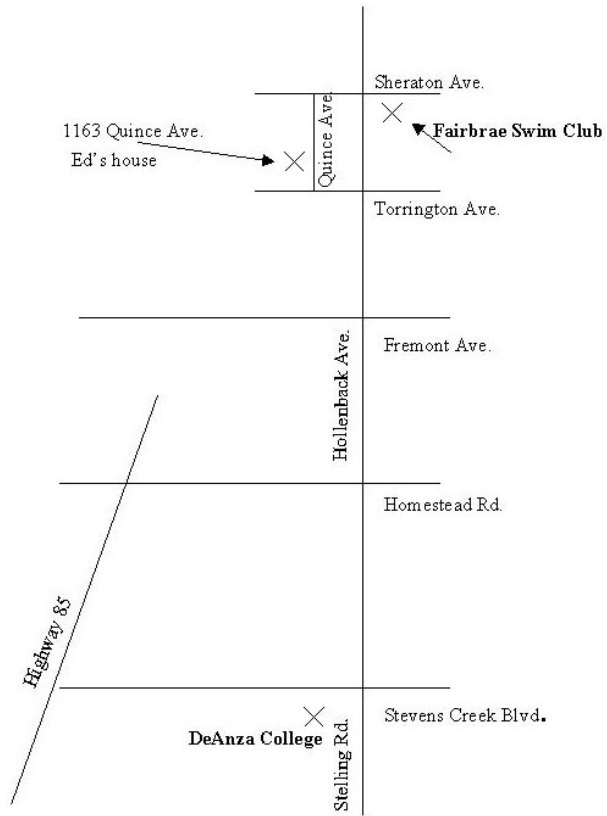 Sheraton Ave.
1163 Quince Ave.
Ed's house
Quince Ave.
Fairbrae Swim Club
Torrington Ave.
Hollenback Ave.
Fremont Ave.
Homestead Rd.
Highway 85
DeAnza College
Stelling Rd.
Stevens Creek Blvd.